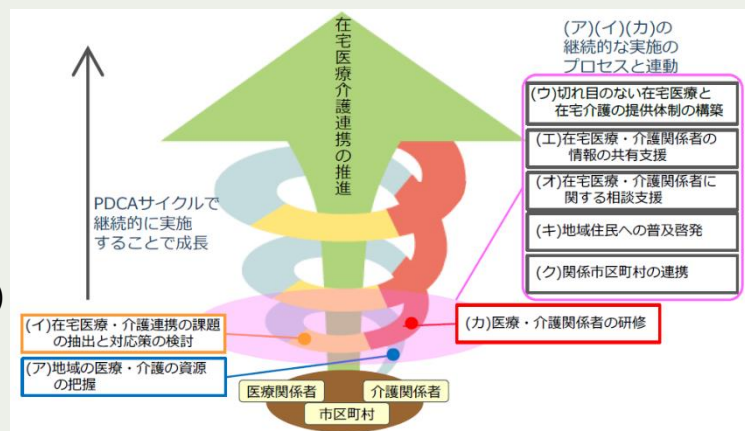 (ア)(イ)(カ)の
継続的な実施の
プロセスと連動
在宅医療介護連携の推進
(ウ)切れ目のない在宅医療と
在宅介護の提供体制の構築
(エ)在宅医療・介護関係者の
情報の共有支援
(オ)在宅医療・介護関係者に
関する相談支援
(キ)地域住民への普及啓発
(ク)関係市区町村の連携
PDCAサイクルで
継続的に実施
することで成長
(イ)在宅医療・介護連携の課題
の抽出と対応策の検討
(カ)医療・介護関係者の研修
(ア)地域の医療・介護の資源
の把握
医療関係者
介護関係者
市区町村